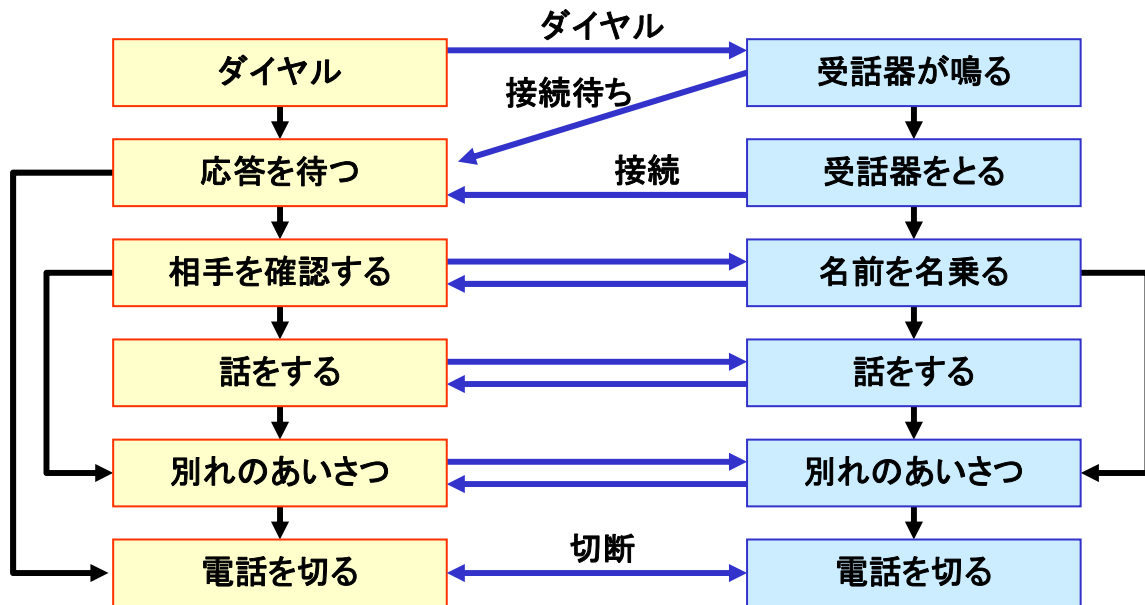 ダイヤル
ダイヤル
受話器が鳴る
接続待ち
応答を待つ
接続
受話器をとる
相手を確認する
名前を名乗る
話をする
話をする
別れのあいさつ
別れのあいさつ
電話を切る
切断
電話を切る